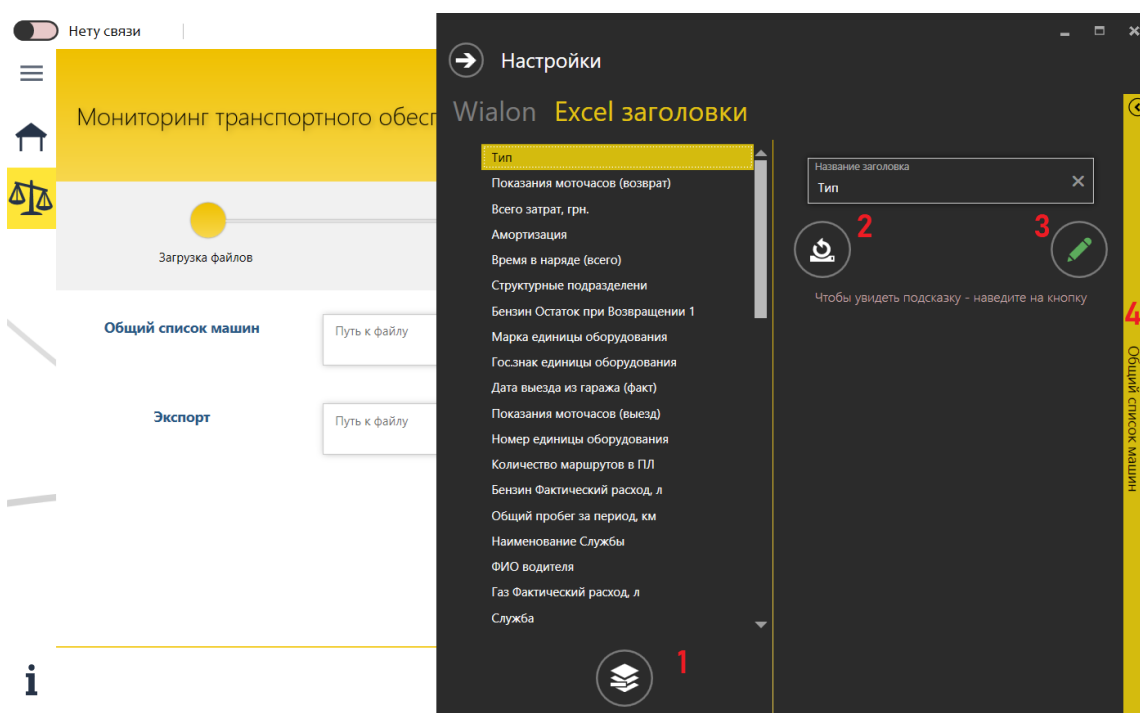 Нету связи
Настройки
Мониторинг транспортного обесп
Wialon Excel заголовки
Тип
Показания моточасов (возврат)
Всего затрат, грн.
Амортизация
Время в наряде (всего)
Структурные подразделени
Бензин Остаток при Возвращении 1
Марка единицы оборудования
Гос.знак единицы оборудования
Дата выезда из гаража (факт)
Показания моточасов (выезд)
Номер единицы оборудования
Количество маршрутов в ПЛ
Бензин Фактический расход, л
Общий пробег за период, км
Наименование Службы
ФИО водителя
Газ Фактический расход, л
Служба
1
Название заголовка
Тип
2
3
Чтобы увидеть подсказку - наведите на кнопку
4
Общий список машин
Загрузка файлов
Общий список машин
Путь к файлу
Экспорт
Путь к файлу